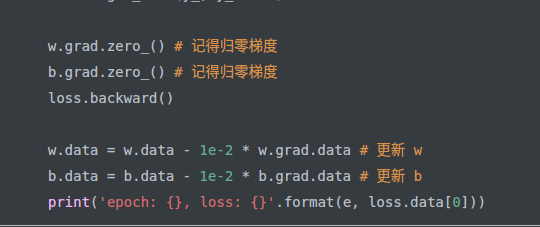 w.grad.zero_() # 记得归零梯度
b.grad.zero_() # 记得归零梯度
loss.backward()
w.data = w.data - 1e-2 * w.grad.data # 更新 w
b.data = b.data - 1e-2 * b.grad.data # 更新 b
print('epoch: {}, loss: {}'.format(e, loss.data[0]))